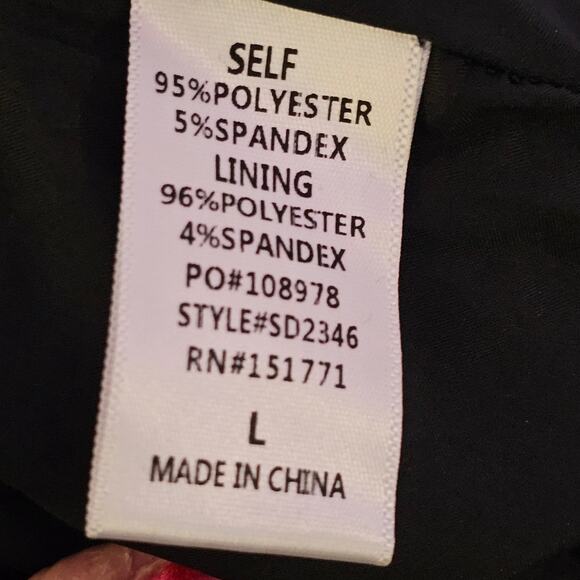 SELF
95%POLYESTER
5%SPANDEX
LINING
96%POLYESTER
4%SPANDEX
PO#108978
STYLE#SD2346
RN#151771
L
MADE IN CHINA